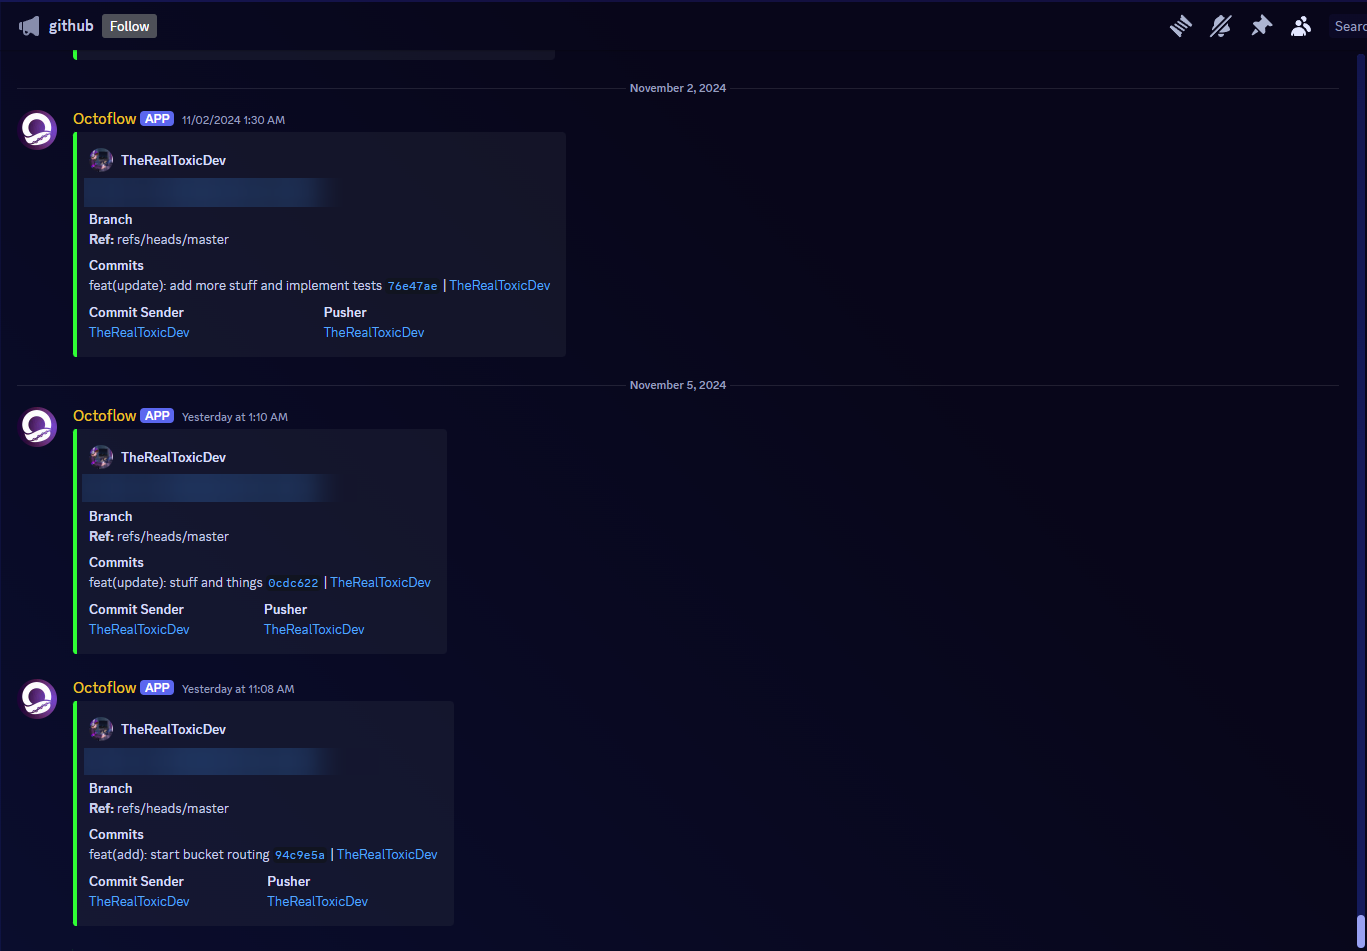 github Follow
Searc
November 2, 2024
Octoflow APP 11/02/2024 1:30 AM
TheRealToxicDev
Branch
Ref: refs/heads/master
Commits
feat(update): add more stuff and implement tests 76e47ae | TheRealToxicDev
Commit Sender Pusher
TheRealToxicDev TheRealToxicDev
November 5, 2024
Octoflow APP Yesterday at 1:10 AM
TheRealToxicDev
Branch
Ref: refs/heads/master
Commits
feat(update): stuff and things 0cdc622 | TheRealToxicDev
Commit Sender Pusher
TheRealToxicDev TheRealToxicDev
Octoflow APP Yesterday at 11:08 AM
TheRealToxicDev
Branch
Ref: refs/heads/master
Commits
feat(add): start bucket routing 94c9e5a | TheRealToxicDev
Commit Sender Pusher
TheRealToxicDev TheRealToxicDev